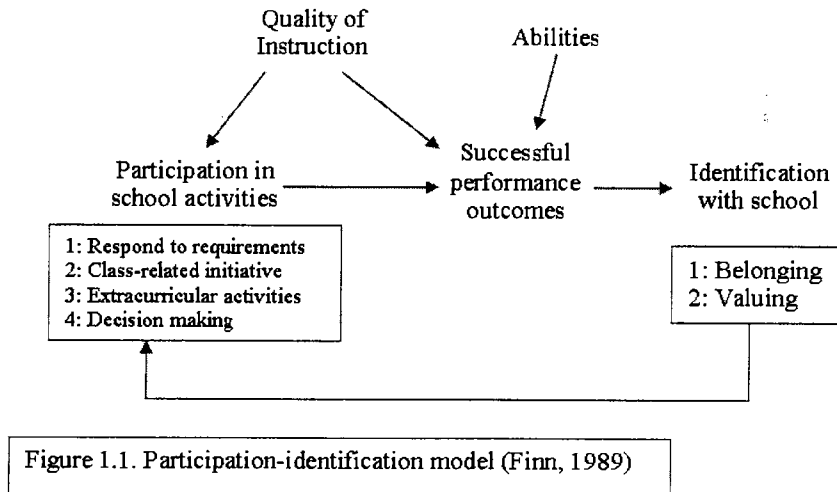 Quality of
Instruction
Abilities
Participation in
school activities
Successful
performance
outcomes
Identification
with school
1: Respond to requirements
2: Class-related initiative
3: Extracurricular activities
4: Decision making
1: Belonging
2: Valuing
Figure 1.1. Participation-identification model (Finn, 1989)